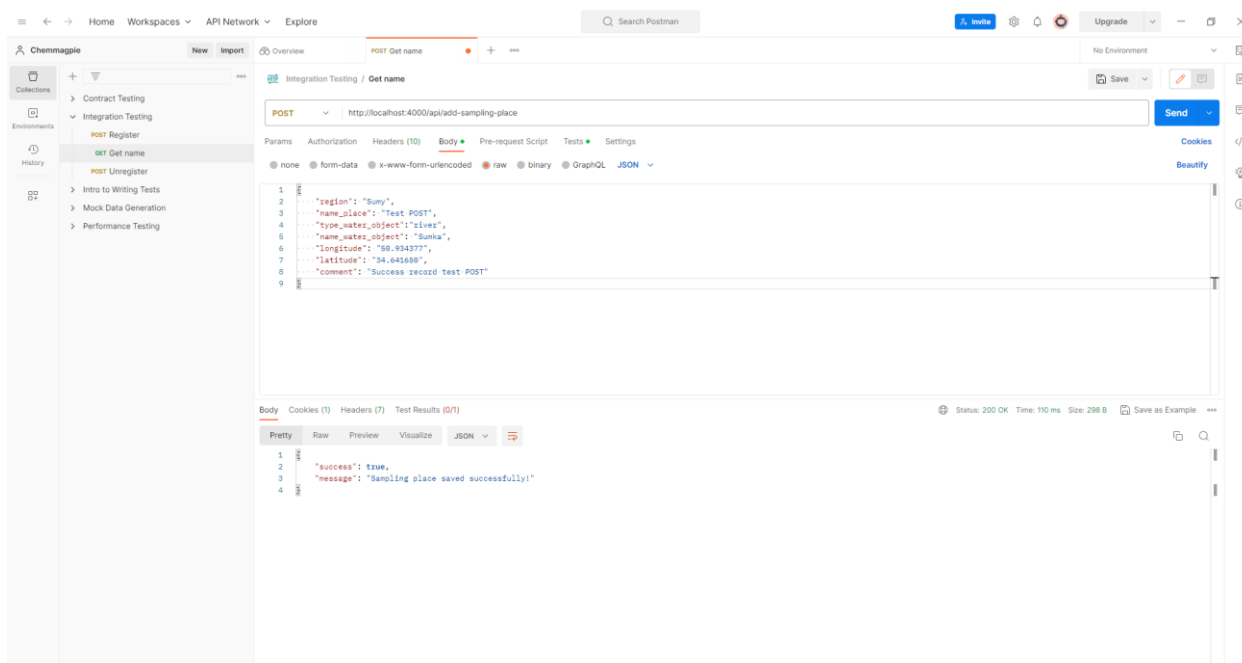 Home Workspaces API Network Explore
Search Postman
Invite
Upgrade
Chemmagpie
New Import
Overview
POST Get name
No Environment
Collections
Environments
History
Contract Testing
Integration Testing
POST Register
GET Get name
POST Unregister
Intro to Writing Tests
Mock Data Generation
Performance Testing
Integration Testing / Get name
Save
POST http://localhost:4000/api/add-sampling-place
Send
Params Authorization Headers (10) Body Pre-request Script Tests Settings
Cookies
none form-data x-www-form-urlencoded raw binary GraphQL JSON
Beautify
1 {
2 "region": "Sumy",
3 "name_place": "Test POST",
4 "type_water_object":"river",
5 "name_water_object": "Sumka",
6 "longitude": "50.934377",
7 "latitude": "34.641650",
8 "comment": "Success record test POST"
9 }
Body Cookies (1) Headers (7) Test Results (0/1)
Status: 200 OK Time: 110 ms Size: 298 B Save as Example
Pretty Raw Preview Visualize JSON
1 {
2 "success": true,
3 "message": "Sampling place saved successfully!"
4 }